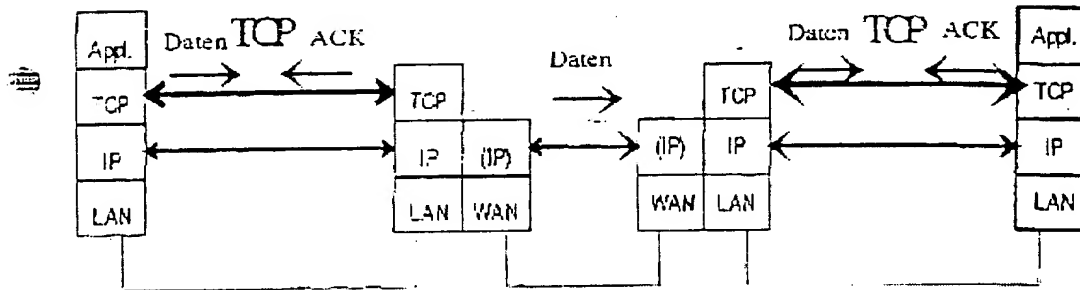 Appl.
Daten TCP ACK
Daten
Daten TCP ACK
Appl.
TCP
TCP
TCP
TCP
IP
IP
(IP)
(IP)
IP
IP
LAN
LAN
WAN
WAN
LAN
LAN